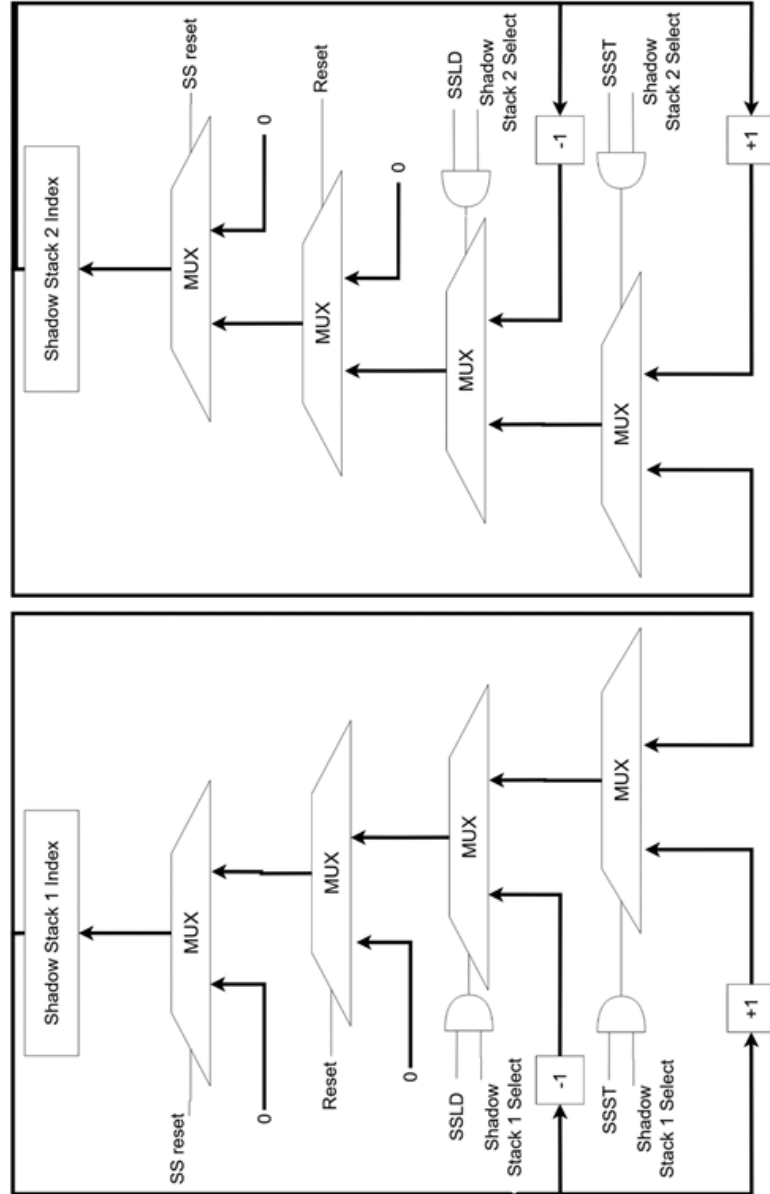 Shadow Stack 1 Index
Shadow Stack 2 Index
SS reset
MUX
MUX
SS reset
0
0
Reset
MUX
MUX
Reset
0
0
SSLD
Shadow
Stack 1 Select
MUX
MUX
SSLD
Shadow
Stack 2 Select
-1
-1
SSST
Shadow
Stack 1 Select
MUX
MUX
SSST
Shadow
Stack 2 Select
+1
+1